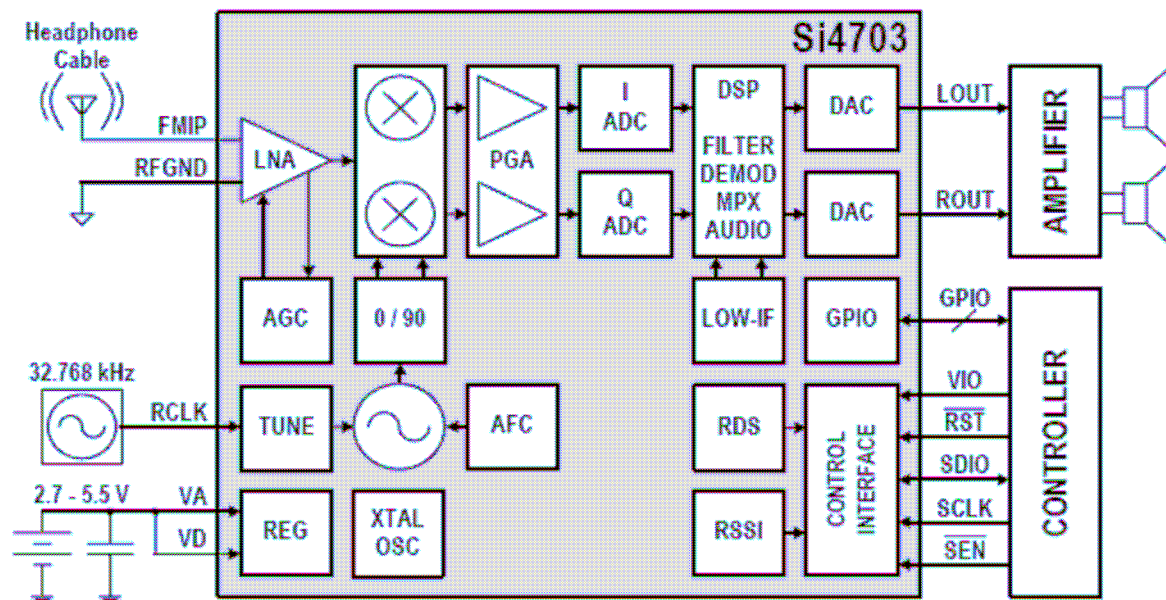 Si4703
Headphone
Cable
FMIP
RFGND
LNA
PGA
I
ADC
Q
ADC
DSP
FILTER
DEMOD
MPX
AUDIO
DAC
DAC
LOUT
ROUT
AMPLIFIER
AGC
0 / 90
LOW-IF
GPIO
GPIO
32.768 kHz
RCLK
TUNE
AFC
RDS
CONTROL
INTERFACE
VIO
RST
SDIO
SCLK
SEN
CONTROLLER
2.7 - 5.5 V
VA
VD
REG
XTAL
OSC
RSSI